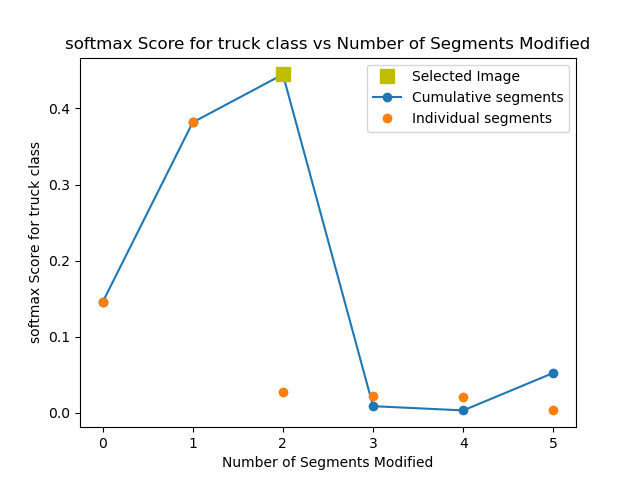 softmax Score for truck class vs Number of Segments Modified
Selected Image
Cumulative segments
Individual segments
softmax Score for truck class
0.4
0.3
0.2
0.1
0.0
0 1 2 3 4 5
Number of Segments Modified